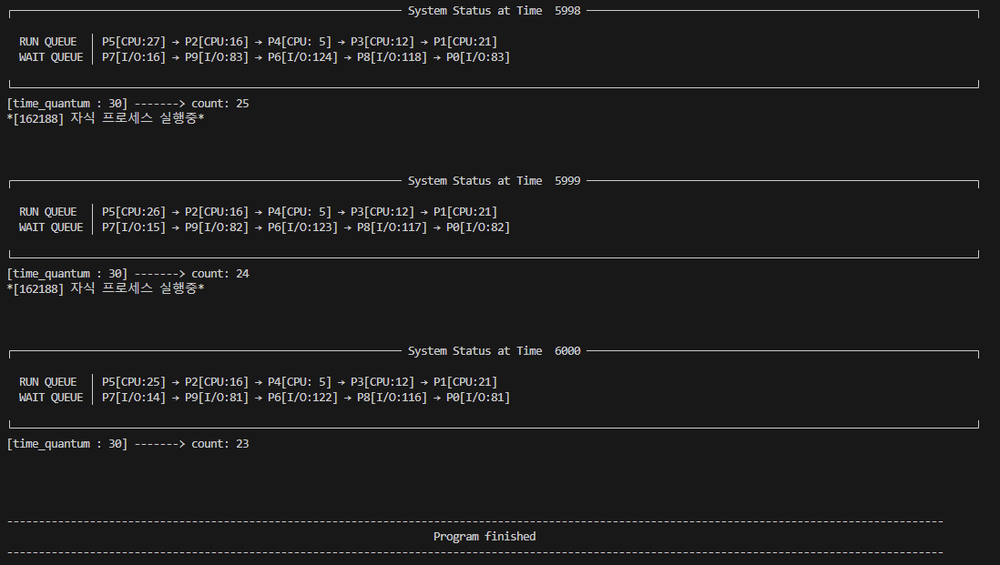 System Status at Time  5998
RUN QUEUE │ P5[CPU:27] → P2[CPU:16] → P4[CPU: 5] → P3[CPU:12] → P1[CPU:21]
WAIT QUEUE │ P7[I/O:16] → P9[I/O:83] → P6[I/O:124] → P8[I/O:118] → P0[I/O:83]
[time_quantum : 30] -------> count: 25
*[162188] 자식 프로세스 실행중*
System Status at Time  5999
RUN QUEUE │ P5[CPU:26] → P2[CPU:16] → P4[CPU: 5] → P3[CPU:12] → P1[CPU:21]
WAIT QUEUE │ P7[I/O:15] → P9[I/O:82] → P6[I/O:123] → P8[I/O:117] → P0[I/O:82]
[time_quantum : 30] -------> count: 24
*[162188] 자식 프로세스 실행중*
System Status at Time  6000
RUN QUEUE │ P5[CPU:25] → P2[CPU:16] → P4[CPU: 5] → P3[CPU:12] → P1[CPU:21]
WAIT QUEUE │ P7[I/O:14] → P9[I/O:81] → P6[I/O:122] → P8[I/O:116] → P0[I/O:81]
[time_quantum : 30] -------> count: 23
Program finished